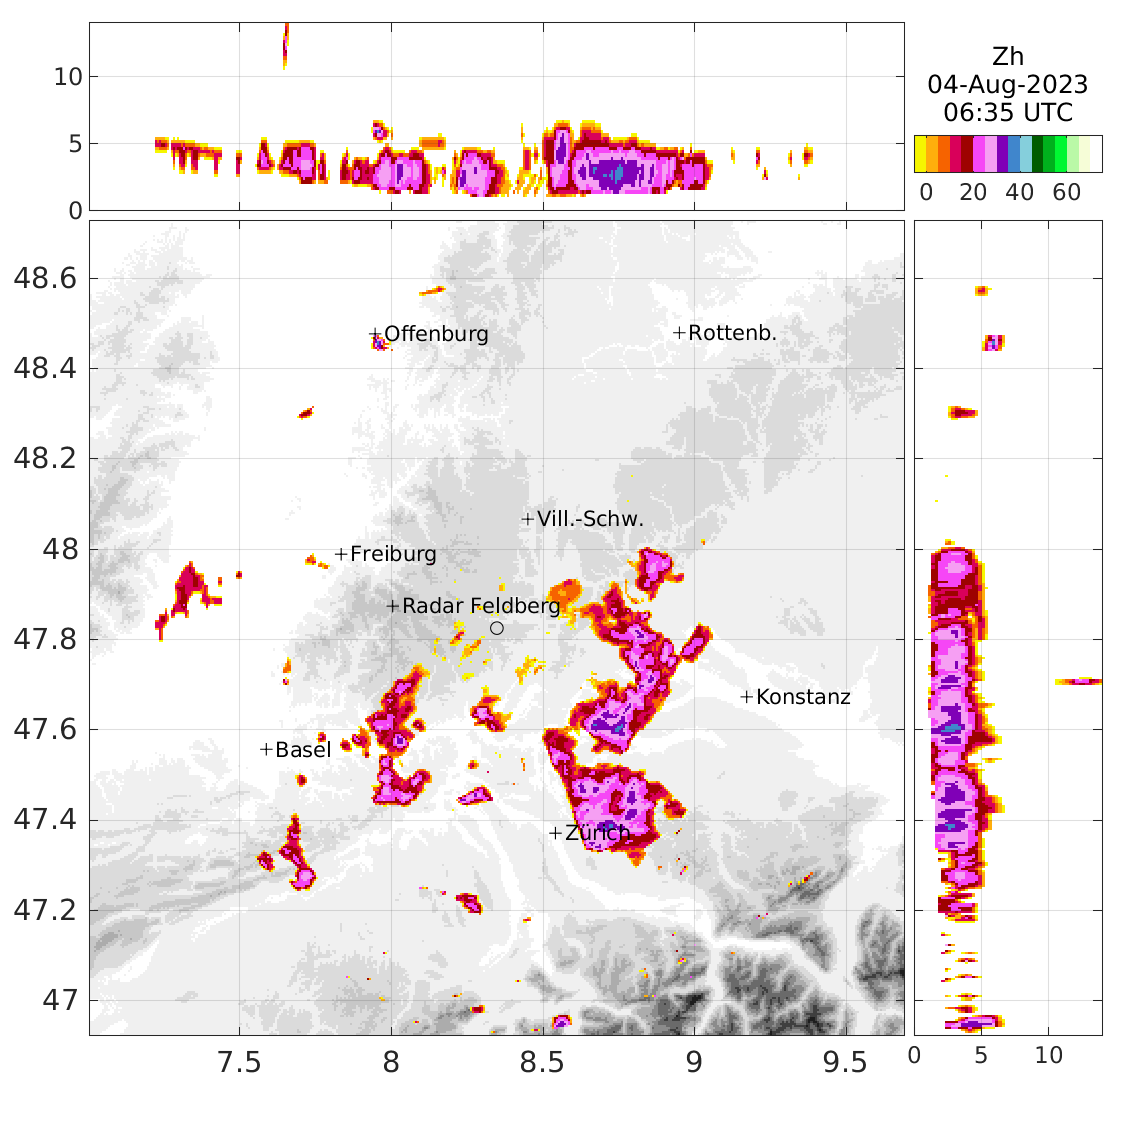 Zh
04-Aug-2023
06:35 UTC
0 20 40 60
10
5
0
48.6
48.4
48.2
48
47.8
47.6
47.4
47.2
47
+Offenburg
+Rottenb.
+Vill.-Schw.
+Freiburg
+Radar Feldberg
+Konstanz
+Basel
+Zürich
7.5 8 8.5 9 9.5
0 5 10